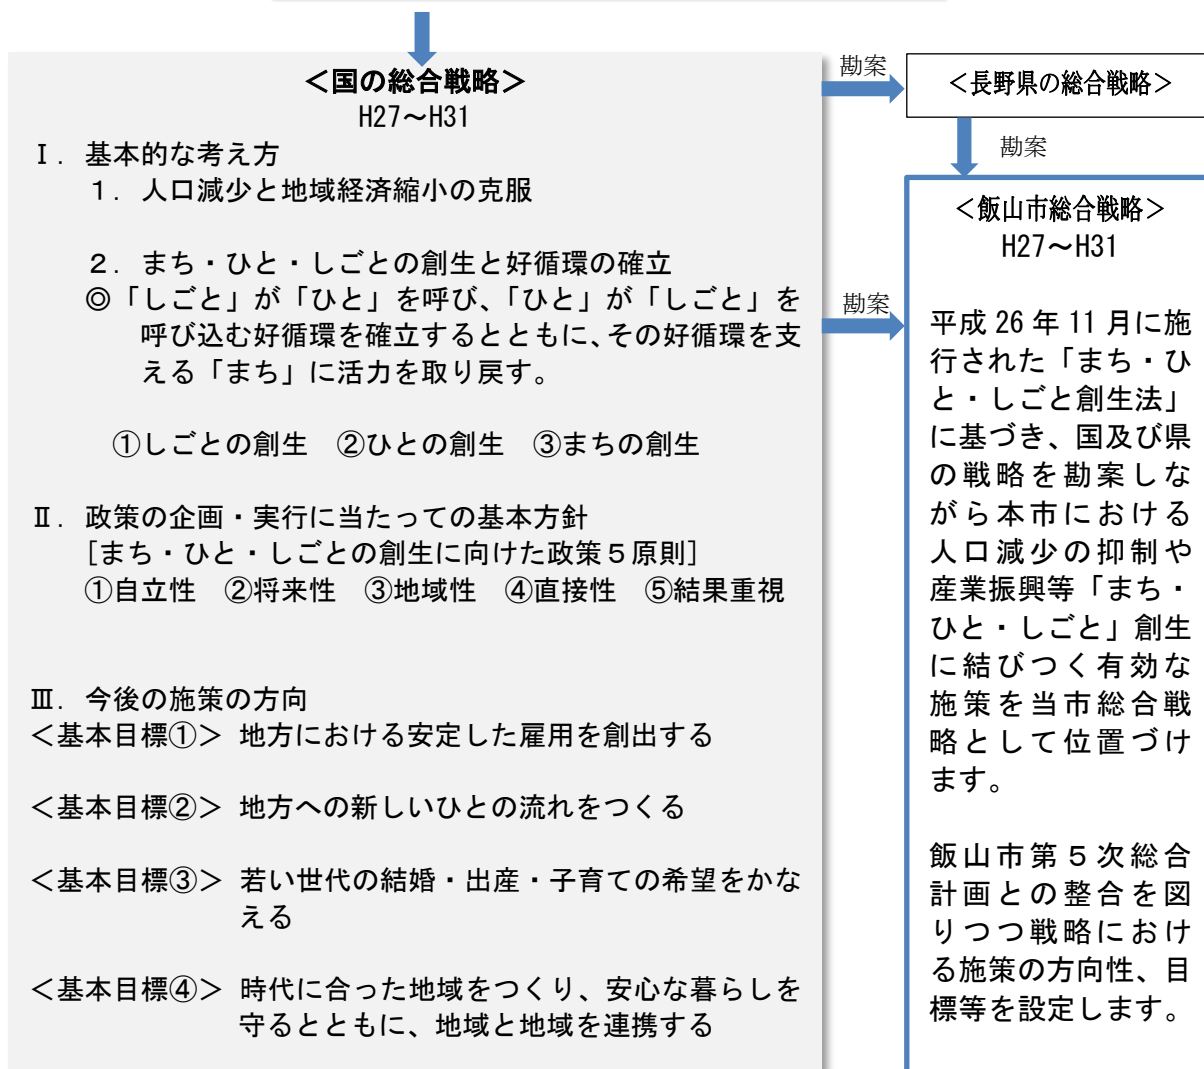 ＜国の総合戦略＞
H27～H31
Ⅰ．基本的な考え方
１．人口減少と地域経済縮小の克服
２．まち・ひと・しごとの創生と好循環の確立
◎「しごと」が「ひと」を呼び、「ひと」が「しごと」を
呼び込む好循環を確立するとともに、その好循環を支
える「まち」に活力を取り戻す。
①しごとの創生　②ひとの創生　③まちの創生
Ⅱ．政策の企画・実行に当たっての基本方針
［まち・ひと・しごとの創生に向けた政策５原則］
①自立性　②将来性　③地域性　④直接性　⑤結果重視
Ⅲ．今後の施策の方向
＜基本目標①＞ 地方における安定した雇用を創出する
＜基本目標②＞ 地方への新しいひとの流れをつくる
＜基本目標③＞ 若い世代の結婚・出産・子育ての希望をかな
える
＜基本目標④＞ 時代に合った地域をつくり、安心な暮らしを
守るとともに、地域と地域を連携する
勘案
＜長野県の総合戦略＞
勘案
勘案
＜飯山市総合戦略＞
H27～H31
平成 26 年 11 月に施
行された「まち・ひ
と・しごと創生法」
に基づき、国及び県
の戦略を勘案しな
がら本市における
人口減少の抑制や
産業振興等「まち・
ひと・しごと」創生
に結びつく有効な
施策を当市総合戦
略として位置づけ
ます。
飯山市第５次総合
計画との整合を図
りつつ戦略におけ
る施策の方向性、目
標等を設定します。